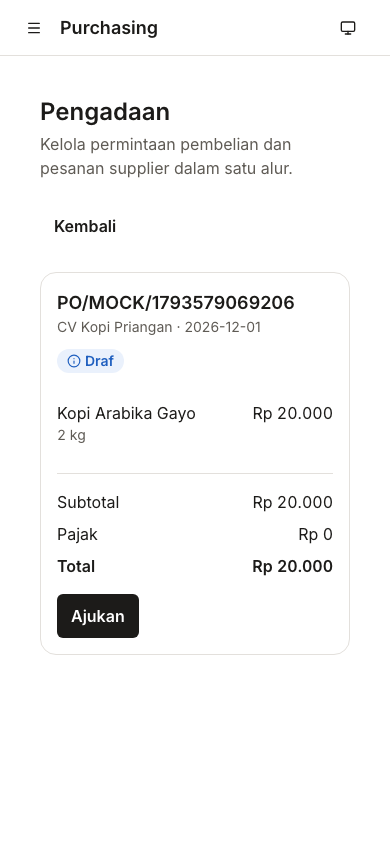 Purchasing
Pengadaan
Kelola permintaan pembelian dan
pesanan supplier dalam satu alur.
Kembali
PO/MOCK/1793579069206
CV Kopi Priangan · 2026-12-01
Draf
Kopi Arabika Gayo Rp 20.000
2 kg
Subtotal Rp 20.000
Pajak Rp 0
Total Rp 20.000
Ajukan